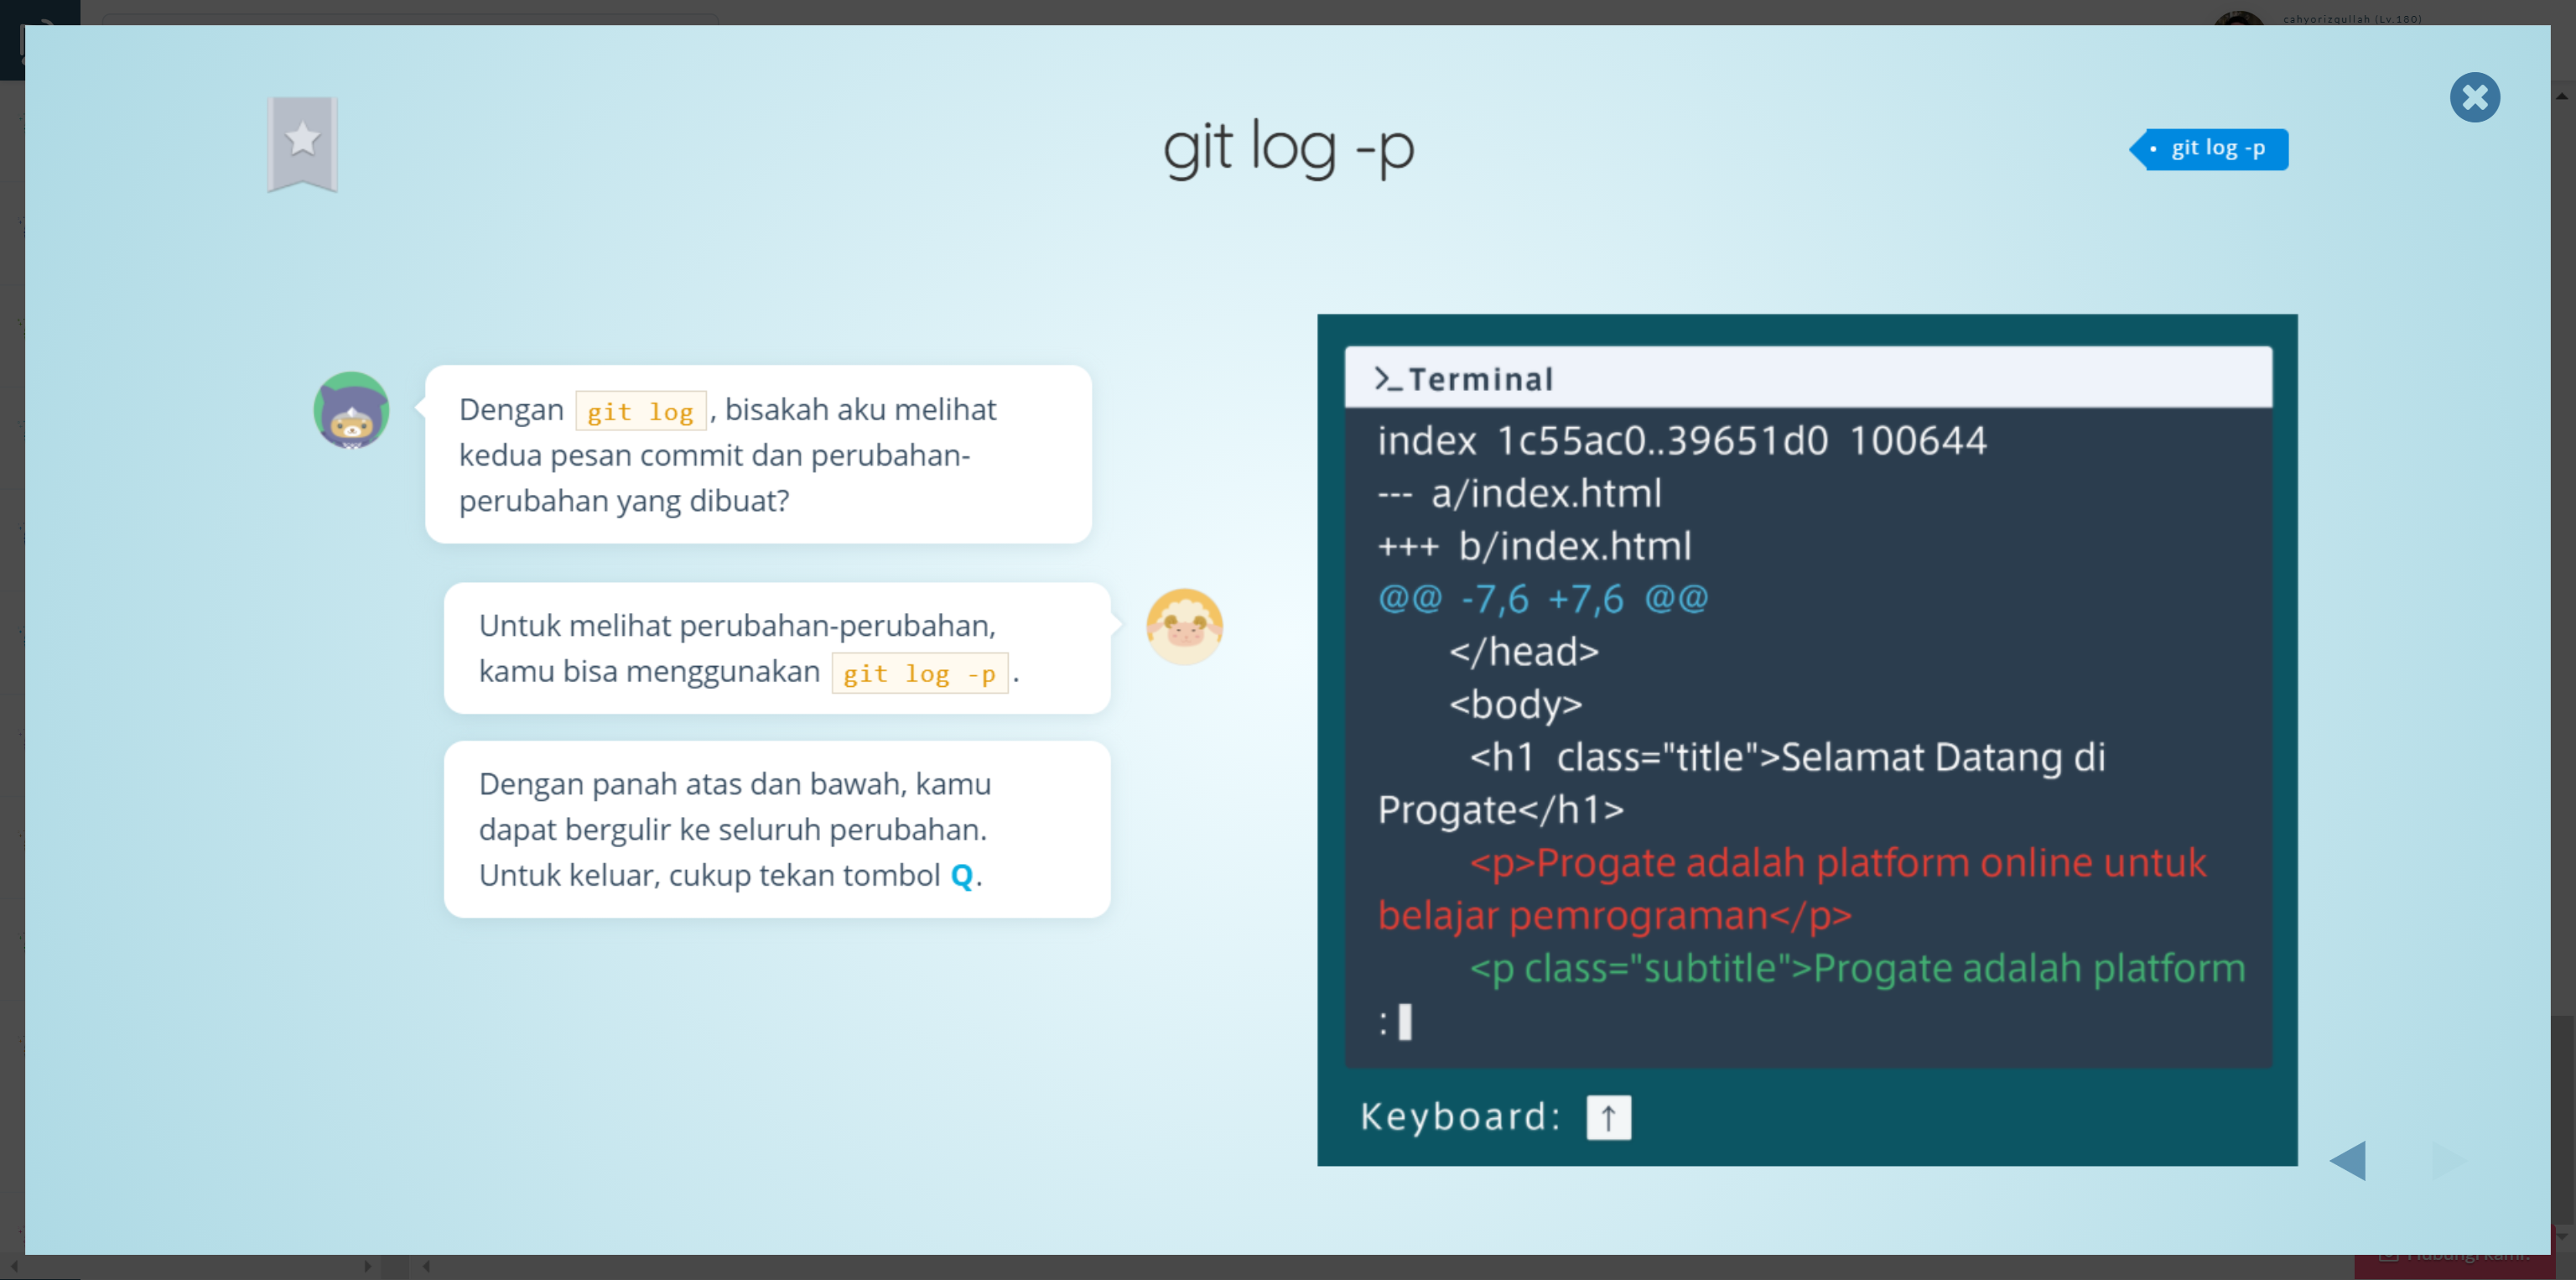 cahyorizqullah (Lv.180)
git log -p
• git log -p
Dengan git log, bisakah aku melihat
kedua pesan commit dan perubahan-
perubahan yang dibuat?
Untuk melihat perubahan-perubahan,
kamu bisa menggunakan git log -p.
Dengan panah atas dan bawah, kamu
dapat bergulir ke seluruh perubahan.
Untuk keluar, cukup tekan tombol Q.
>_Terminal
index 1c55ac0..39651d0 100644
--- a/index.html
+++ b/index.html
@@ -7,6 +7,6 @@
</head>
<body>
<h1 class="title">Selamat Datang di
Progate</h1>
<p>Progate adalah platform online untuk
belajar pemrograman</p>
<p class="subtitle">Progate adalah platform
:
Keyboard: ↑